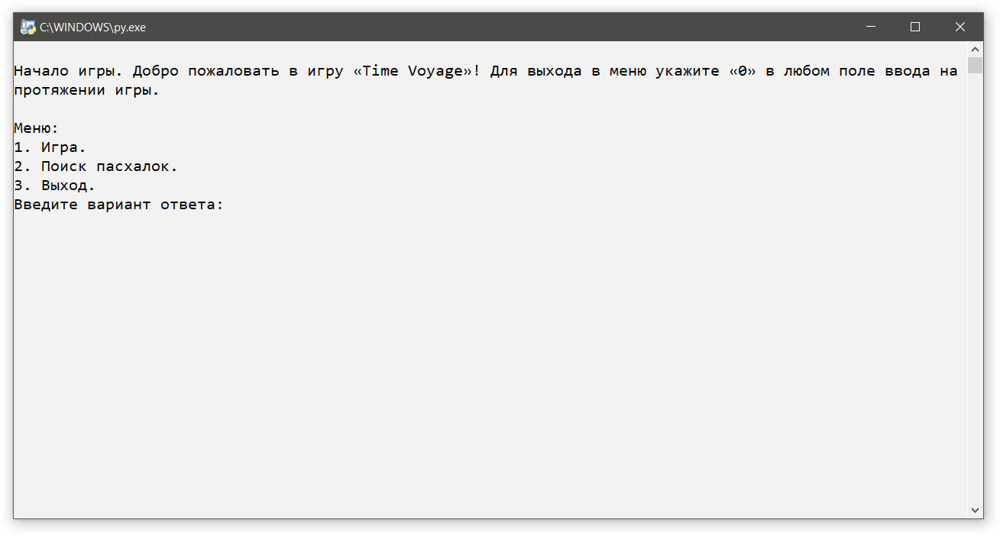 C:\WINDOWS\py.exe
Начало игры. Добро пожаловать в игру «Time Voyage»! Для выхода в меню укажите «0» в любом поле ввода на
протяжении игры.
Меню:
1. Игра.
2. Поиск пасхалок.
3. Выход.
Введите вариант ответа: